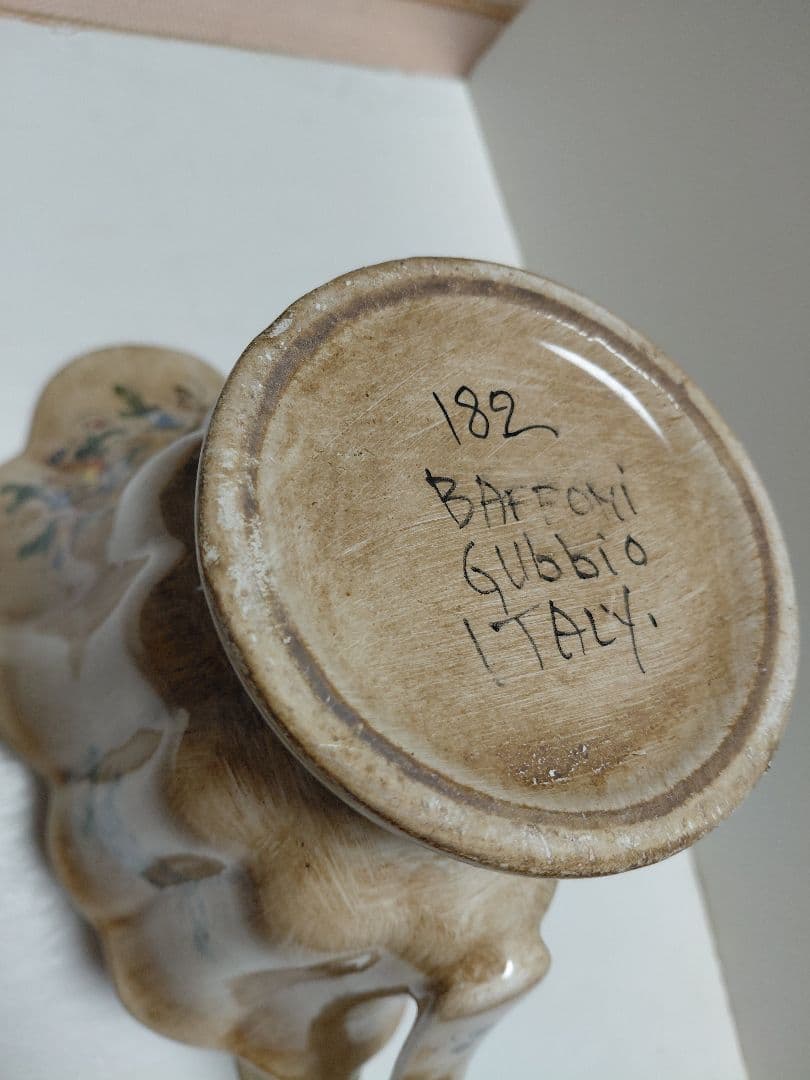 182
BAFFONi
GUbbiO
ITALY.